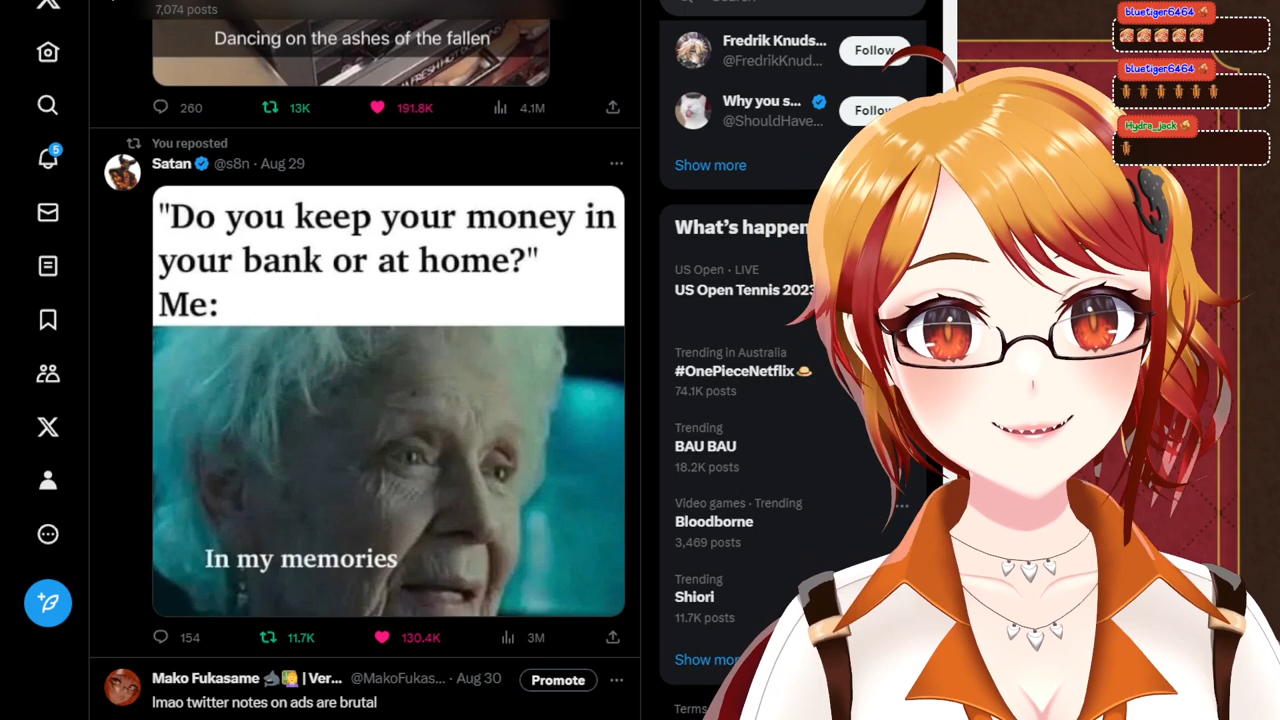 7,074 posts
Dancing on the ashes of the fallen
260
13K
191.8K
4.1M
You reposted
Satan @s8n · Aug 29
"Do you keep your money in
your bank or at home?"
Me:
In my memories
154
11.7K
130.4K
3M
Mako Fukasame | Ver... @MakoFukas... · Aug 30
Promote
lmao twitter notes on ads are brutal
5
Fredrik Knuds...
@FredrikKnud...
Follow
Why you s...
@ShouldHave...
Follow
Show more
What's happen
US Open · LIVE
US Open Tennis 2023
Trending in Australia
#OnePieceNetflix
74.1K posts
Trending
BAU BAU
18.2K posts
Video games · Trending
Bloodborne
3,469 posts
Trending
Shiori
11.7K posts
Show mo
Terms
bluetiger6464
bluetiger6464
Hydra_jack